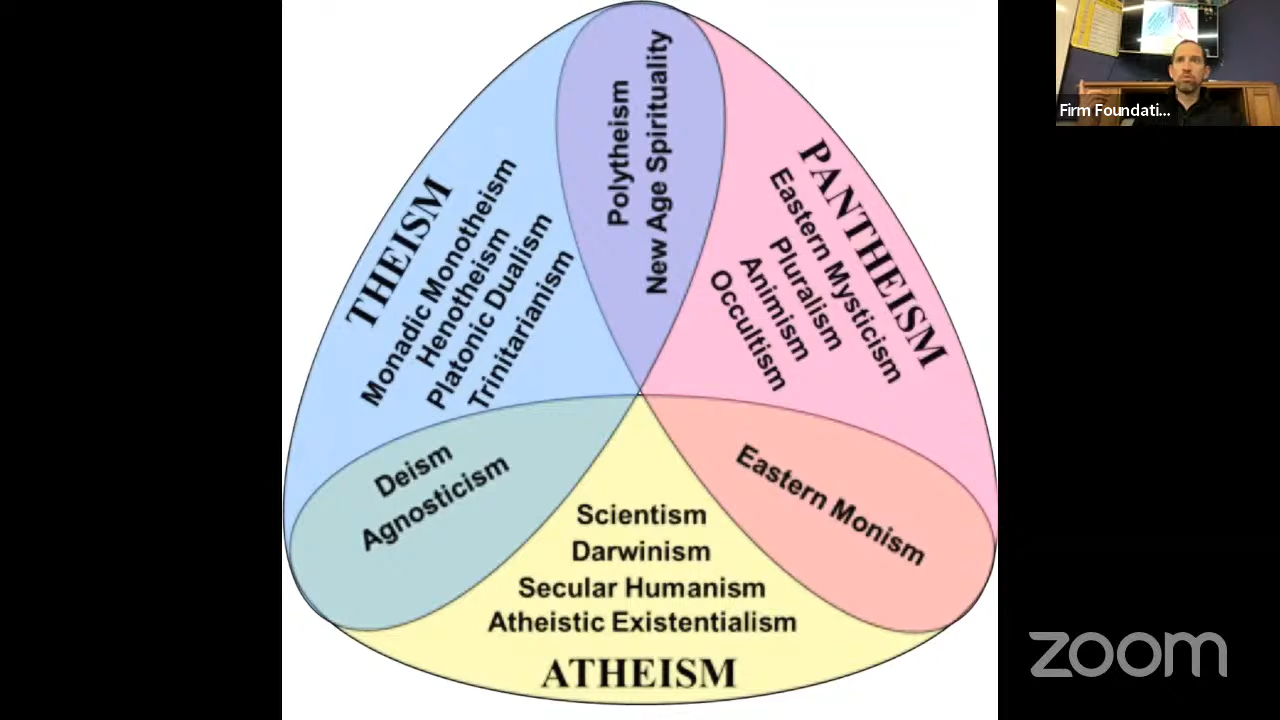 Polytheism
New Age Spirituality
THEISM
Monadic Monotheism
Henotheism
Platonic Dualism
Trinitarianism
PANTHEISM
Eastern Mysticism
Pluralism
Animism
Occultism
Deism
Agnosticism
Eastern Monism
Scientism
Darwinism
Secular Humanism
Atheistic Existentialism
ATHEISM
Firm Foundati...
zoom